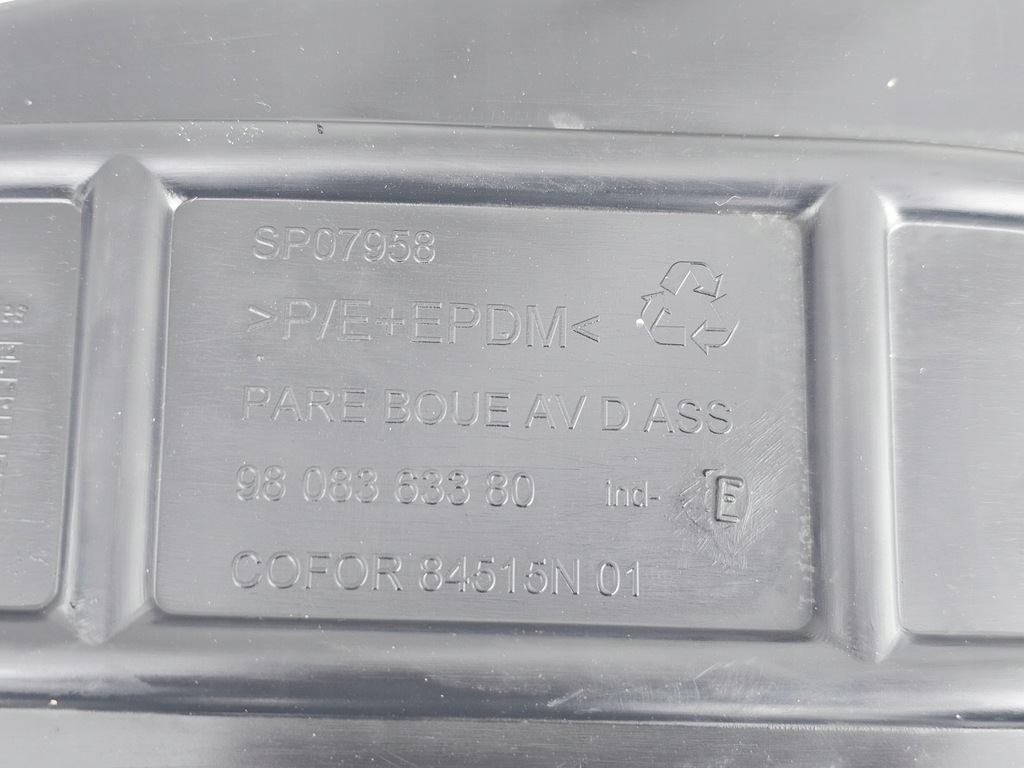 SP07958
>P/E+EPDM<
PARE BOUE AV D ASS
98 083 633 80 ind- E
COFOR 84515N 01